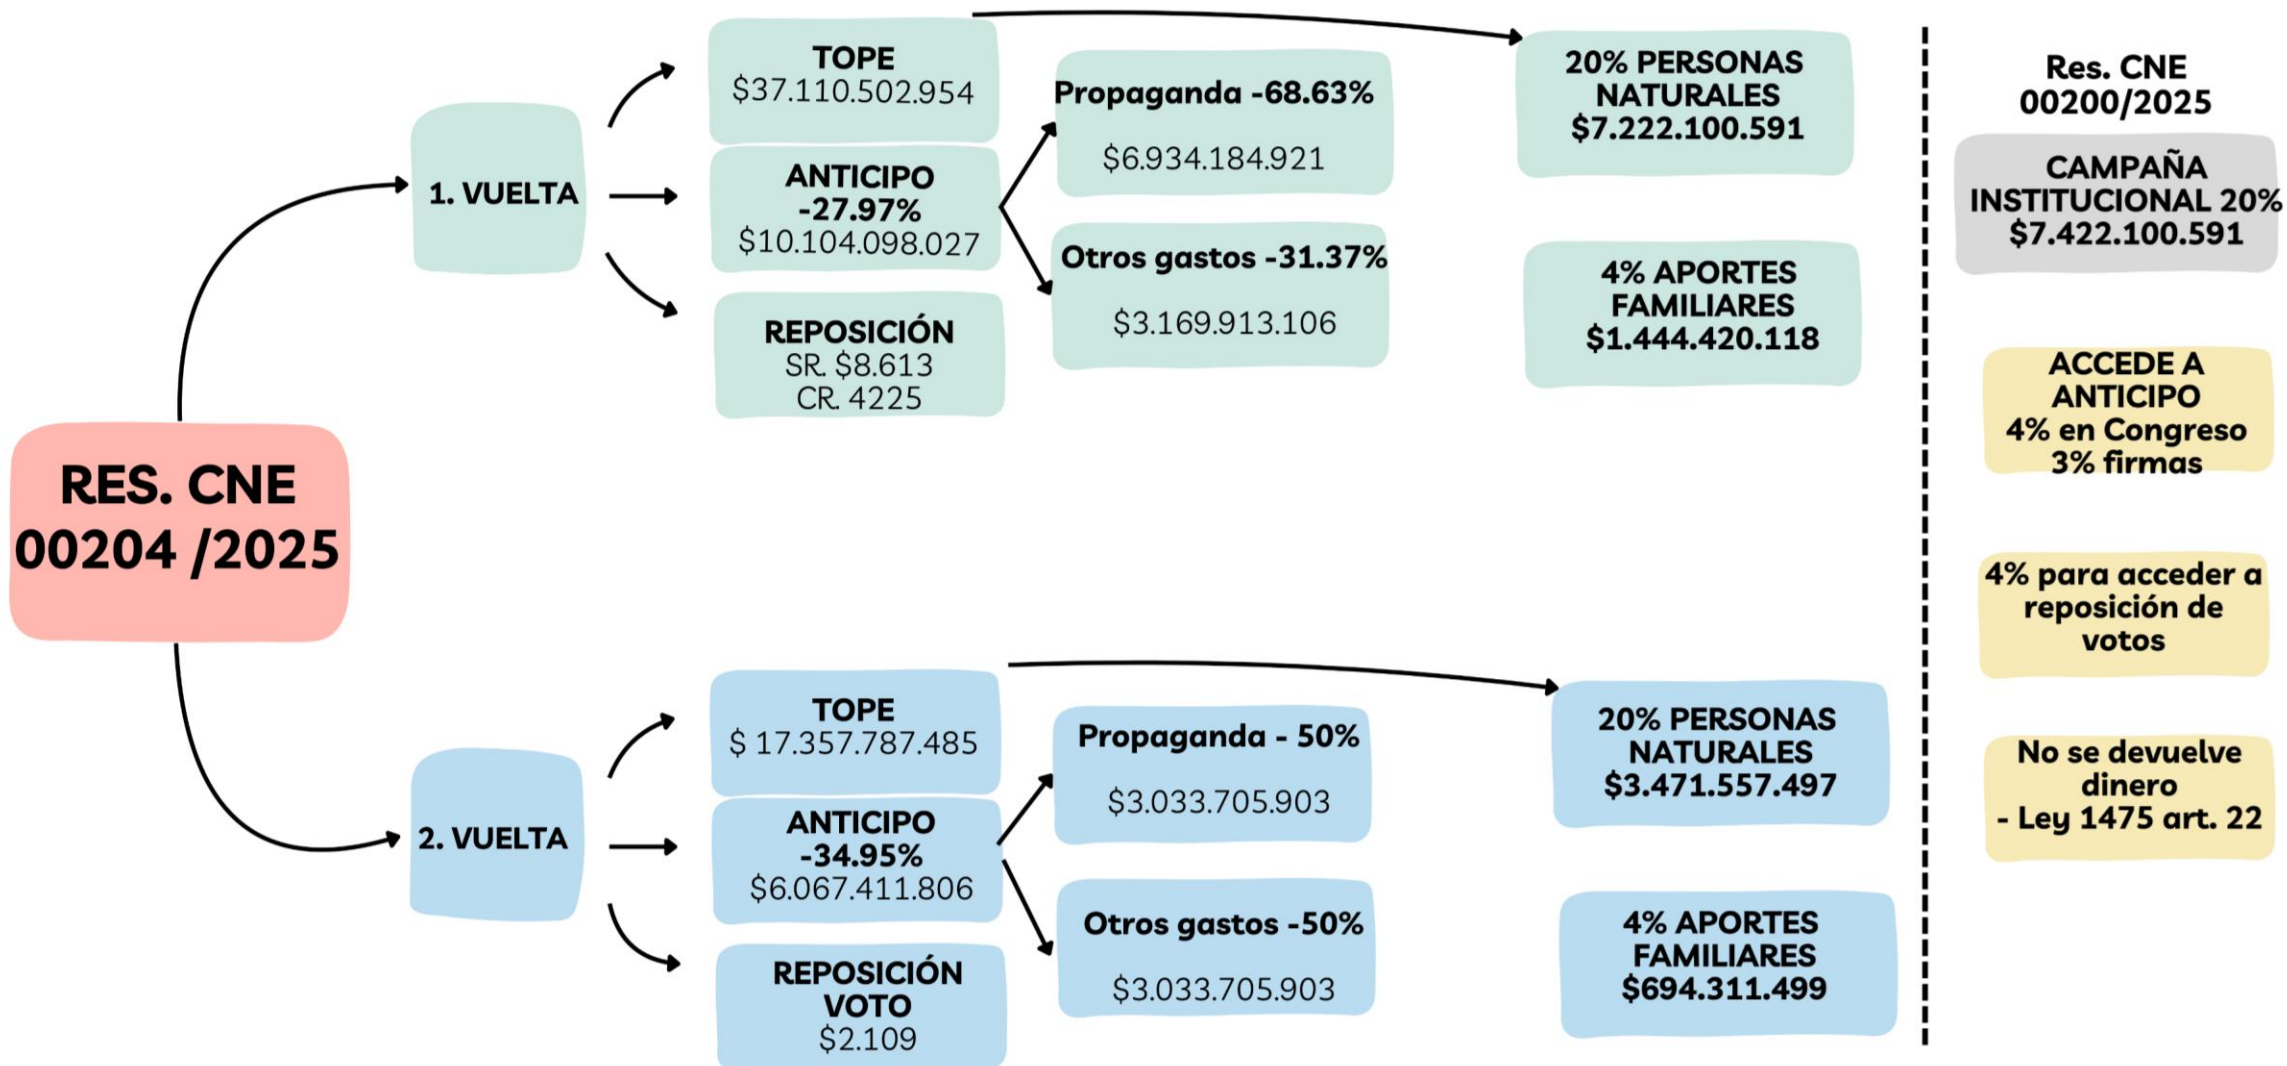 RES. CNE
00204 /2025
1. VUELTA
TOPE
$37.110.502.954
ANTICIPO
-27.97%
$10.104.098.027
REPOSICIÓN
SR. $8.613
CR. 4225
Propaganda -68.63%
$6.934.184.921
Otros gastos -31.37%
$3.169.913.106
20% PERSONAS
NATURALES
$7.222.100.591
4% APORTES
FAMILIARES
$1.444.420.118
2. VUELTA
TOPE
$ 17.357.787.485
ANTICIPO
-34.95%
$6.067.411.806
REPOSICIÓN
VOTO
$2.109
Propaganda - 50%
$3.033.705.903
Otros gastos -50%
$3.033.705.903
20% PERSONAS
NATURALES
$3.471.557.497
4% APORTES
FAMILIARES
$694.311.499
Res. CNE
00200/2025
CAMPAÑA
INSTITUCIONAL 20%
$7.422.100.591
ACCEDE A
ANTICIPO
4% en Congreso
3% firmas
4% para acceder a
reposición de
votos
No se devuelve
dinero
- Ley 1475 art. 22